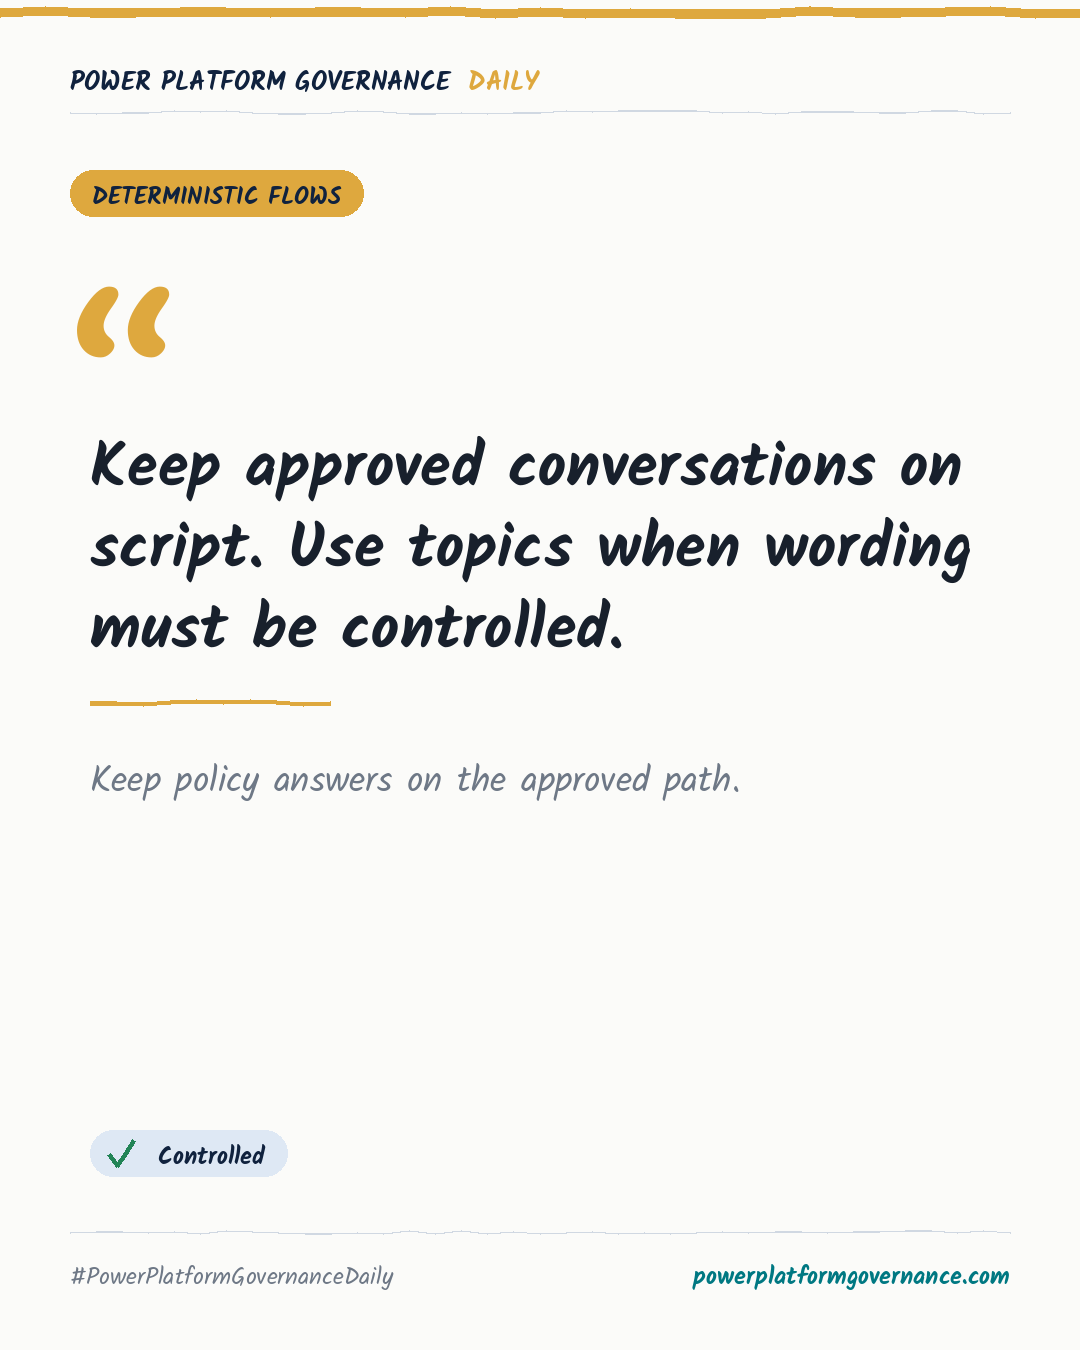 POWER PLATFORM GOVERNANCE DAILY
DETERMINISTIC FLOWS
“
Keep approved conversations on
script. Use topics when wording
must be controlled.
Keep policy answers on the approved path.
Controlled
#PowerPlatformGovernanceDaily
powerplatformgovernance.com